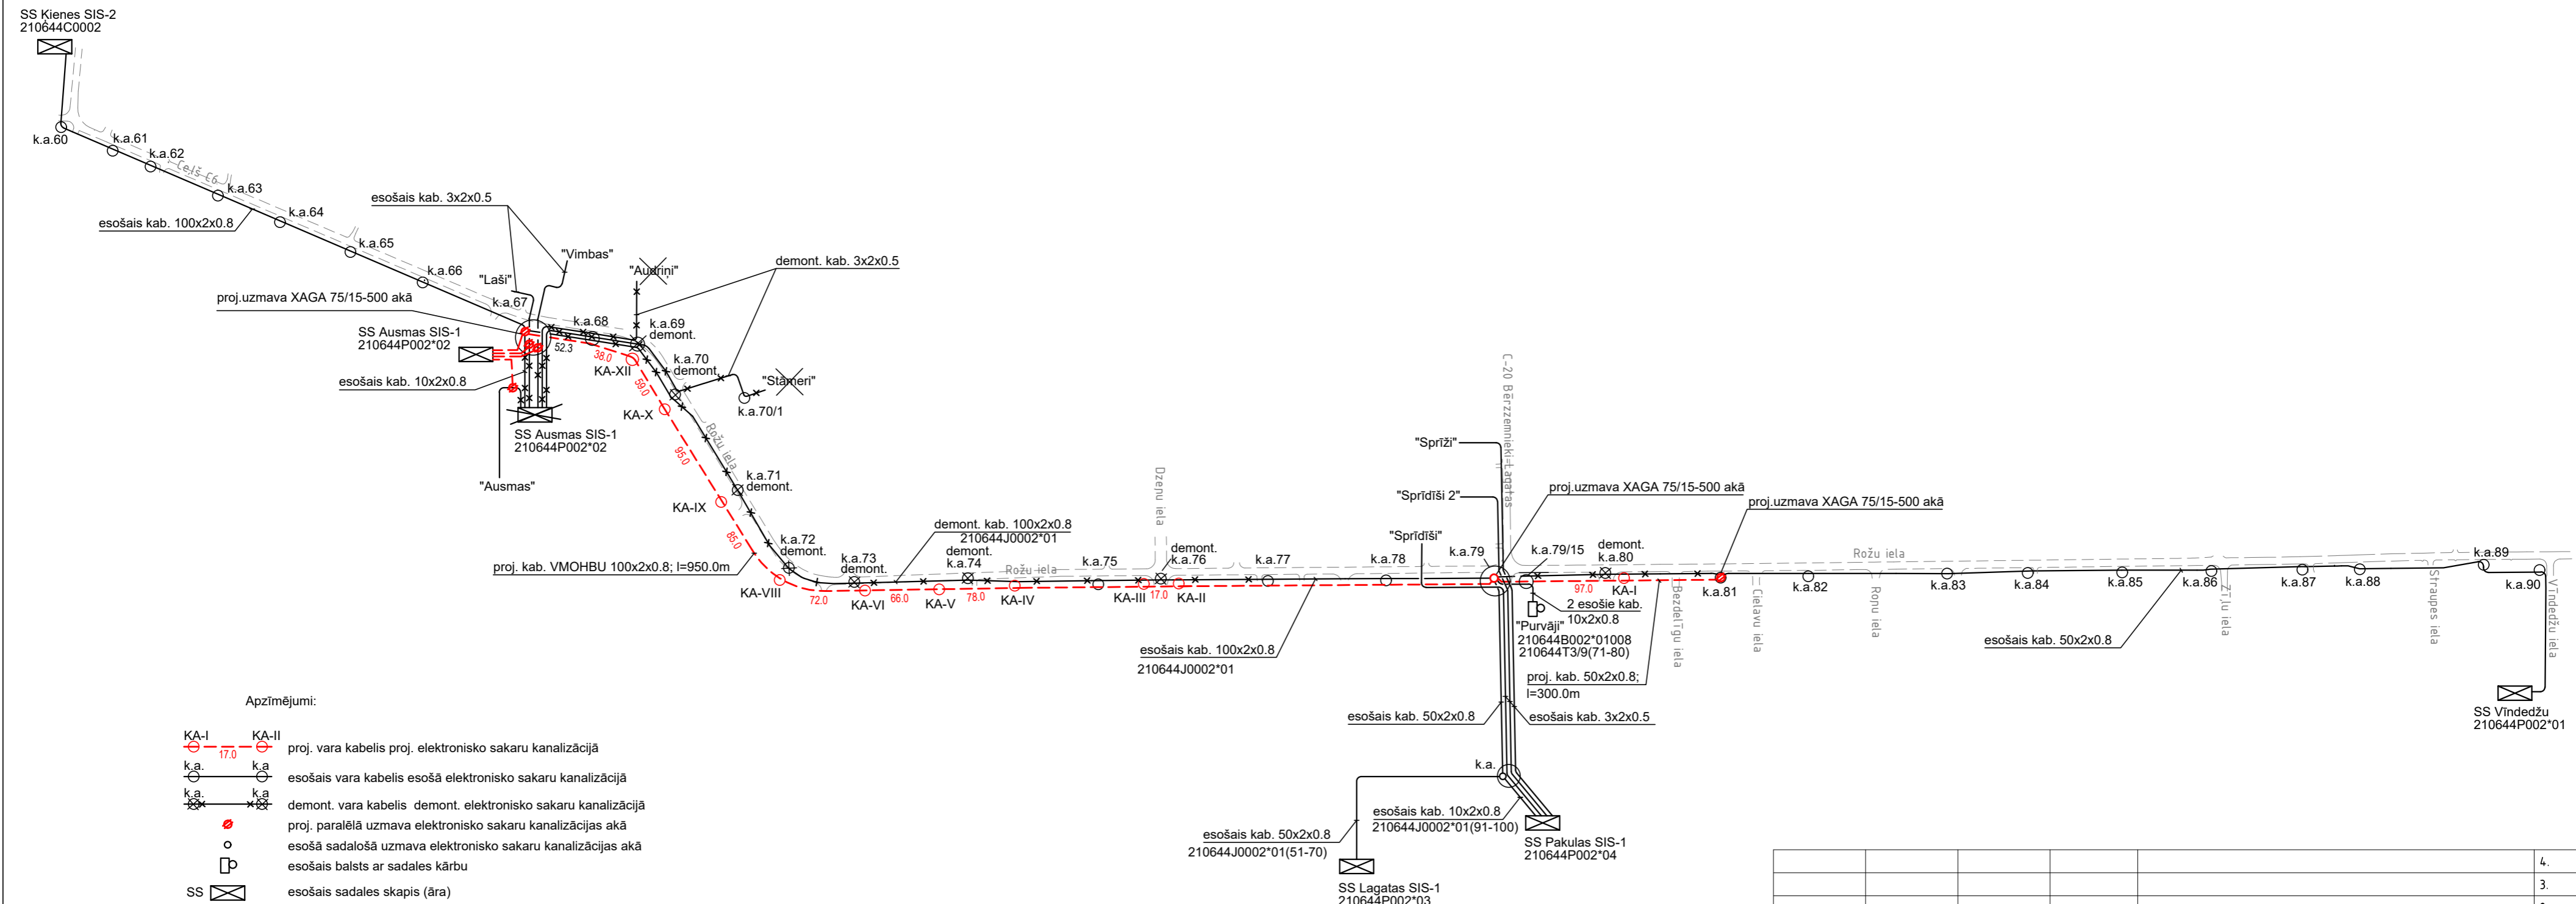 SS Ķienes SIS-2
210644C0002
k.a.60
k.a.61
k.a.62
Ceļš C6
k.a.63
k.a.64
k.a.65
k.a.66
k.a.67
esošais kab. 100x2x0.8
esošais kab. 3x2x0.5
"Vimbas"
"Laši"
"Audriņi"
demont. kab. 3x2x0.5
proj.uzmava XAGA 75/15-500 akā
SS Ausmas SIS-1
210644P002*02
esošais kab. 10x2x0.8
k.a.68
52.3
38.0
k.a.69
demont.
KA-XII
59.0
k.a.70
demont.
"Stāmeri"
k.a.70/1
KA-X
SS Ausmas SIS-1
210644P002*02
"Ausmas"
Rožu iela
95.0
k.a.71
demont.
KA-IX
85.0
k.a.72
demont.
proj. kab. VMOHBU 100x2x0.8; l=950.0m
KA-VIII
72.0
k.a.73
demont.
KA-VI
66.0
demont. kab. 100x2x0.8
210644J0002*01
demont.
k.a.74
KA-V
78.0
KA-IV
Rožu iela
k.a.75
Dzeņu iela
demont.
k.a.76
KA-III
17.0
KA-II
k.a.77
k.a.78
esošais kab. 100x2x0.8
210644J0002*01
"Sprīži"
"Sprīdīši 2"
"Sprīdīši"
C-20 Bērzzemnieki-Lagatas
k.a.79
k.a.79/15
proj.uzmava XAGA 75/15-500 akā
proj.uzmava XAGA 75/15-500 akā
demont.
k.a.80
97.0
KA-I
k.a.81
2 esošie kab.
10x2x0.8
"Purvāji"
210644B002*01008
210644T3/9(71-80)
proj. kab. 50x2x0.8;
l=300.0m
Bezdelīgu iela
Cielavu iela
k.a.82
Roņu iela
Rožu iela
k.a.83
k.a.84
k.a.85
k.a.86
Zīļu iela
k.a.87
k.a.88
Straupes iela
k.a.89
k.a.90
Vīndedžu iela
esošais kab. 50x2x0.8
SS Vīndedžu
210644P002*01
esošais kab. 50x2x0.8
esošais kab. 3x2x0.5
k.a.
esošais kab. 10x2x0.8
210644J0002*01(91-100)
esošais kab. 50x2x0.8
210644J0002*01(51-70)
SS Pakulas SIS-1
210644P002*04
SS Lagatas SIS-1
210644P002*03
Apzīmējumi:
KA-I KA-II
17.0
proj. vara kabelis proj. elektronisko sakaru kanalizācijā
k.a. k.a
esošais vara kabelis esošā elektronisko sakaru kanalizācijā
k.a. k.a
demont. vara kabelis demont. elektronisko sakaru kanalizācijā
proj. paralēlā uzmava elektronisko sakaru kanalizācijas akā
esošā sadalošā uzmava elektronisko sakaru kanalizācijas akā
esošais balsts ar sadales kārbu
SS esošais sadales skapis (āra)
4.
3.